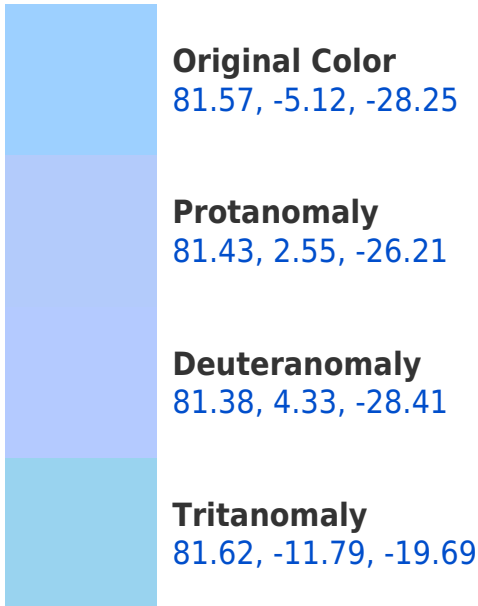 Original Color
81.57, -5.12, -28.25
Protanomaly
81.43, 2.55, -26.21
Deuteranomaly
81.38, 4.33, -28.41
Tritanomaly
81.62, -11.79, -19.69